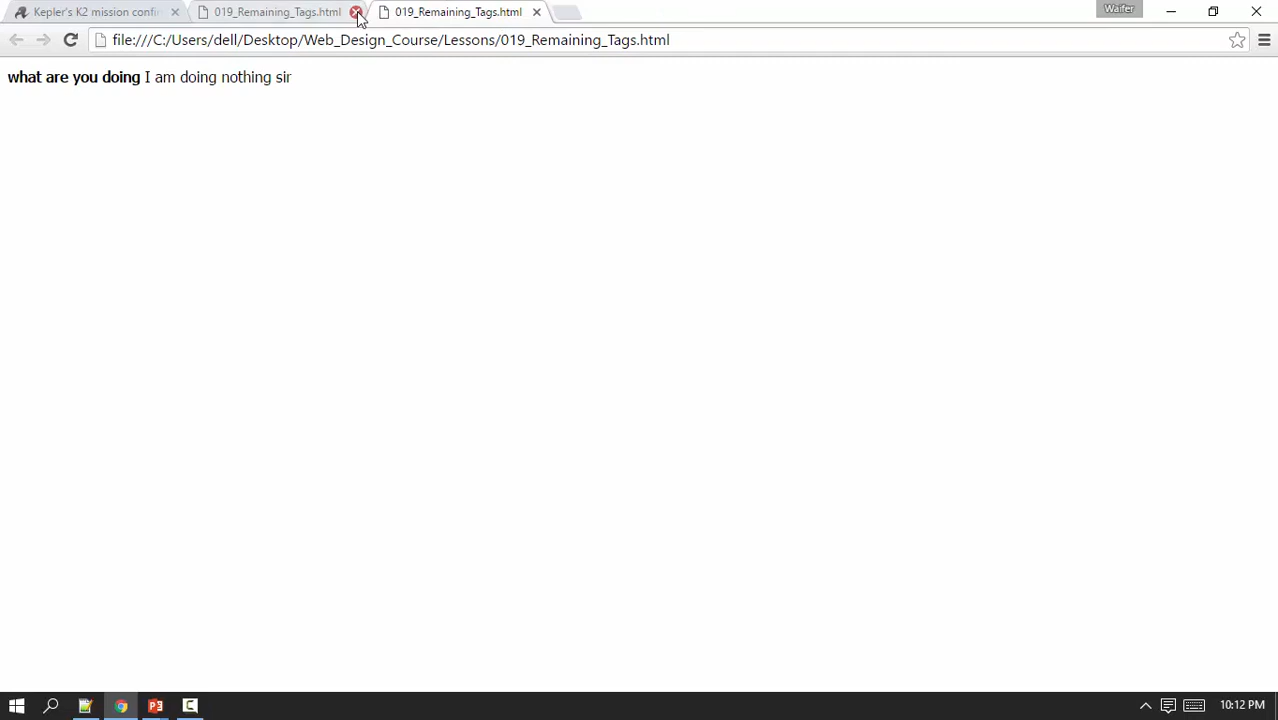 Kepler's K2 mission confi
019_Remaining_Tags.html
019_Remaining_Tags.html
Waifer
file:///C:/Users/dell/Desktop/Web_Design_Course/Lessons/019_Remaining_Tags.html
what are you doing I am doing nothing sir
10:12 PM